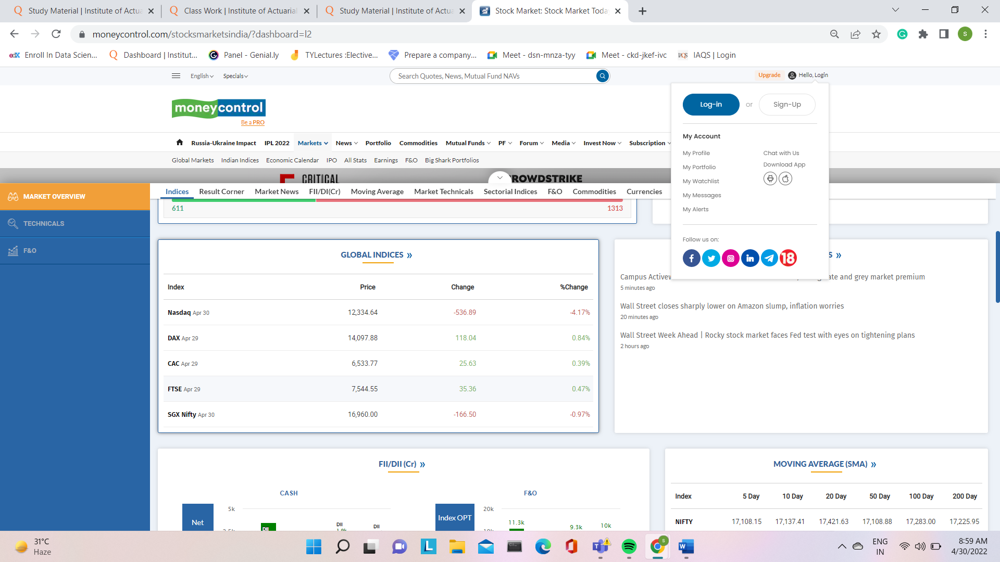 Study Material | Institute of Actua
Class Work | Institute of Actuarial
Study Material | Institute of Actua
Stock Market: Stock Market Toda
moneycontrol.com/stocksmarketsindia/?dashboard=l2
S
edX Enroll In Data Scien...
Dashboard | Institut...
Panel - Genial.ly
TYLectures :Elective...
Prepare a company...
Meet - dsn-mnza-tyy
Meet - ckd-jkef-ivc
IAQS IAQS | Login
English
Specials
Search Quotes, News, Mutual Fund NAVs
Upgrade
Hello, Login
moneycontrol
Be a PRO
Log-in or Sign-Up
My Account
My Profile
My Portfolio
My Watchlist
My Messages
My Alerts
Chat with Us
Download App
Follow us on:
18
Russia-Ukraine Impact IPL 2022 Markets News Portfolio Commodities Mutual Funds PF Forum Media Invest Now Subscription
Global Markets Indian Indices Economic Calendar IPO All Stats Earnings F&O Big Shark Portfolios
CRITICAL
ROWDSTRIKE
MARKET OVERVIEW
TECHNICALS
F&O
Indices Result Corner Market News FII/DI(Cr) Moving Average Market Technicals Sectorial Indices F&O Commodities Currencies
611 1313
GLOBAL INDICES »
Index Price Change %Change
Nasdaq Apr 30 12,334.64 -536.89 -4.17%
DAX Apr 29 14,097.88 118.04 0.84%
CAC Apr 29 6,533.77 25.63 0.39%
FTSE Apr 29 7,544.55 35.36 0.47%
SGX Nifty Apr 30 16,960.00 -166.50 -0.97%
S »
Campus Activew ate and grey market premium
5 minutes ago
Wall Street closes sharply lower on Amazon slump, inflation worries
20 minutes ago
Wall Street Week Ahead | Rocky stock market faces Fed test with eyes on tightening plans
2 hours ago
FII/DII (Cr) »
CASH
Net
5k
DII
DII
DII
F&O
Index OPT
20k
11.3k
9.3k
10k
MOVING AVERAGE (SMA) »
Index 5 Day 10 Day 20 Day 50 Day 100 Day 200 Day
NIFTY 17,108.15 17,137.41 17,421.63 17,108.88 17,283.00 17,225.95
31°C
Haze
ENG
IN
8:59 AM
4/30/2022